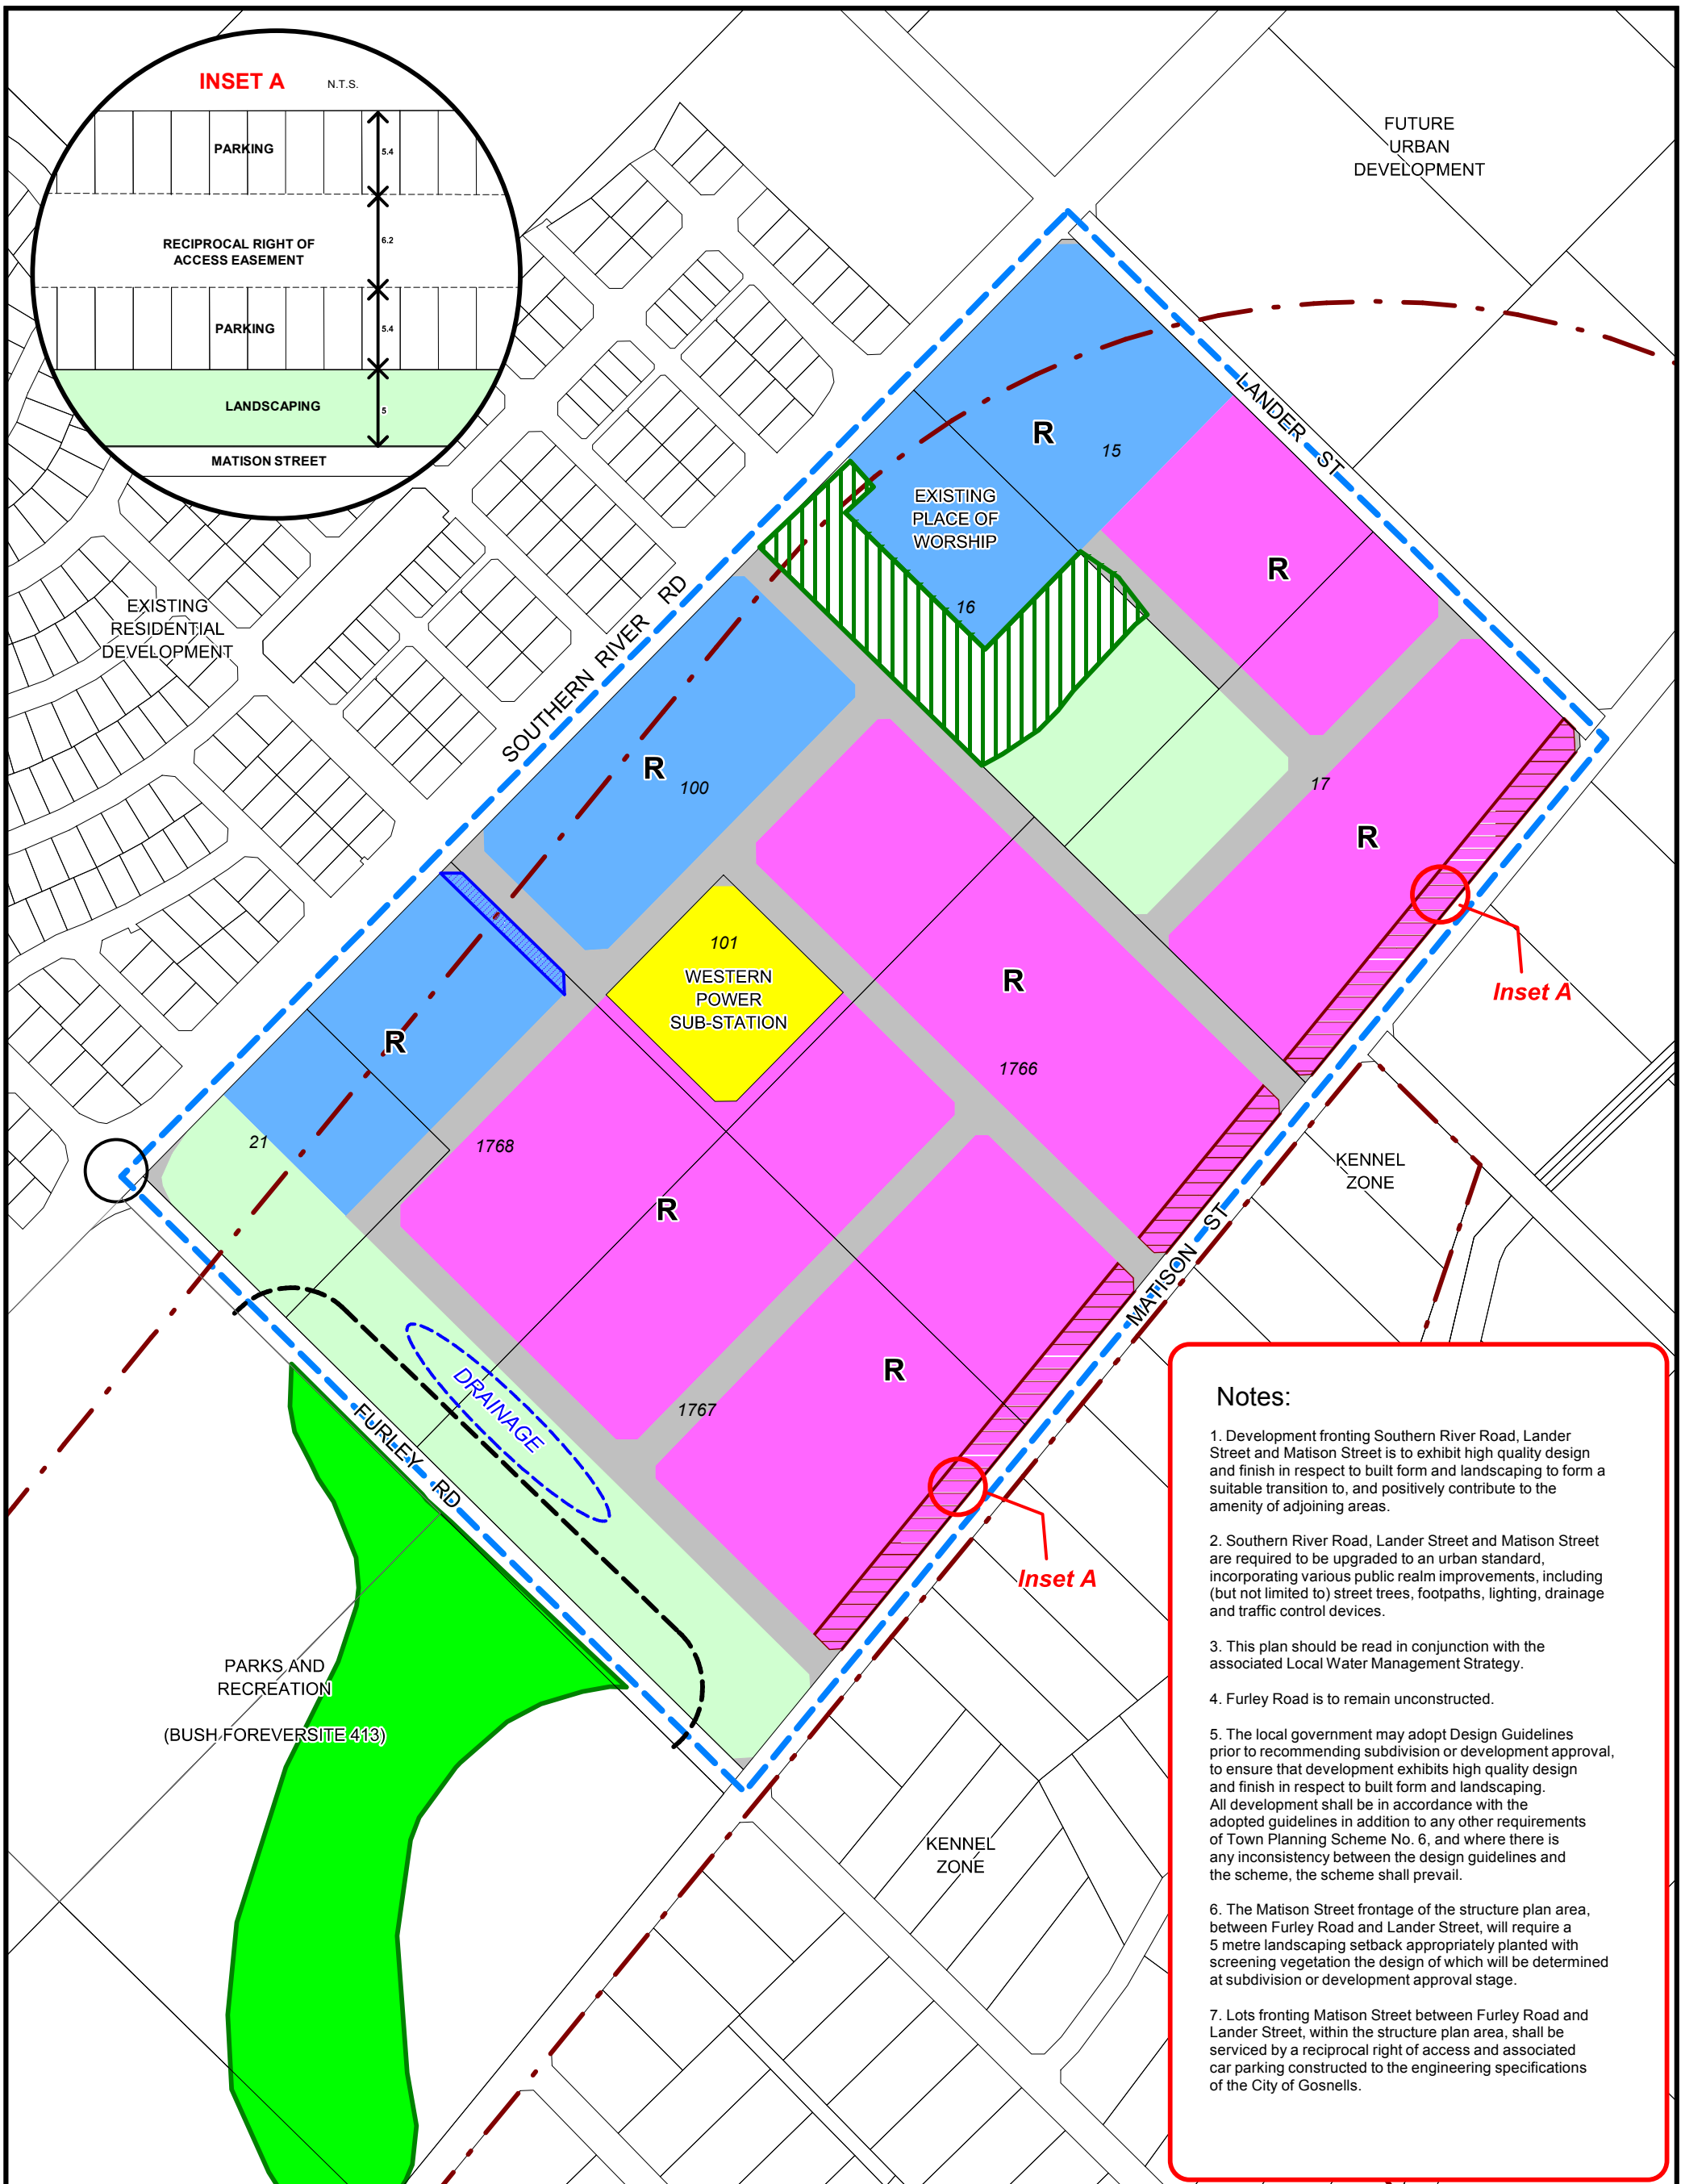 INSET A
N.T.S.
PARKING
5.4
RECIPROCAL RIGHT OF
ACCESS EASEMENT
6.2
PARKING
5.4
LANDSCAPING
5
MATISON STREET
FUTURE
URBAN
DEVELOPMENT
LANDER ST
R
15
EXISTING
PLACE OF
WORSHIP
16
R
EXISTING
RESIDENTIAL
DEVELOPMENT
SOUTHERN RIVER RD
R
100
17
R
101
WESTERN
POWER
SUB-STATION
R
Inset A
R
1766
21
1768
KENNEL
ZONE
R
MATISON ST
R
DRAINAGE
1767
FURLEY RD
Inset A
PARKS AND
RECREATION
(BUSH FOREVERSITE 413)
KENNEL
ZONE
Notes:
1. Development fronting Southern River Road, Lander
Street and Matison Street is to exhibit high quality design
and finish in respect to built form and landscaping to form a
suitable transition to, and positively contribute to the
amenity of adjoining areas.
2. Southern River Road, Lander Street and Matison Street
are required to be upgraded to an urban standard,
incorporating various public realm improvements, including
(but not limited to) street trees, footpaths, lighting, drainage
and traffic control devices.
3. This plan should be read in conjunction with the
associated Local Water Management Strategy.
4. Furley Road is to remain unconstructed.
5. The local government may adopt Design Guidelines
prior to recommending subdivision or development approval,
to ensure that development exhibits high quality design
and finish in respect to built form and landscaping.
All development shall be in accordance with the
adopted guidelines in addition to any other requirements
of Town Planning Scheme No. 6, and where there is
any inconsistency between the design guidelines and
the scheme, the scheme shall prevail.
6. The Matison Street frontage of the structure plan area,
between Furley Road and Lander Street, will require a
5 metre landscaping setback appropriately planted with
screening vegetation the design of which will be determined
at subdivision or development approval stage.
7. Lots fronting Matison Street between Furley Road and
Lander Street, within the structure plan area, shall be
serviced by a reciprocal right of access and associated
car parking constructed to the engineering specifications
of the City of Gosnells.